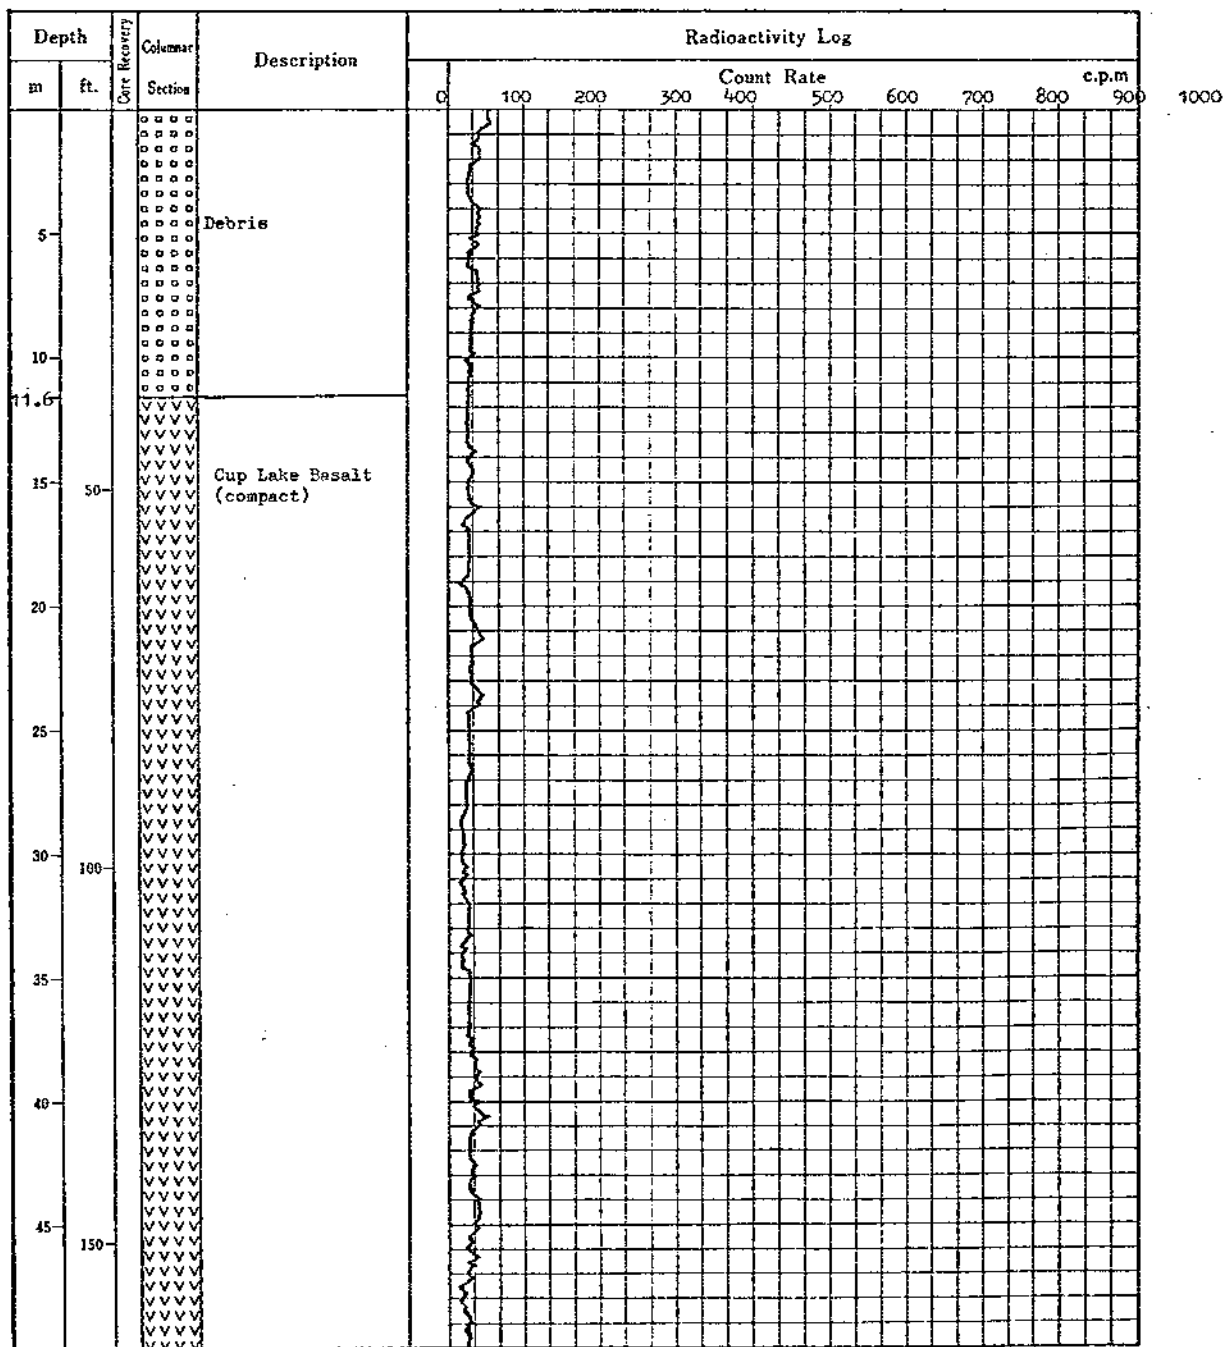 Depth
Core Recovery
Columnar
Section
Description
Radioactivity Log
m
ft.
Count Rate
c.p.m
0 100 200 300 400 500 600 700 800 900 1000
Debris
5
10
11.6
Cup Lake Basalt
(compact)
15
50
20
25
30
100
35
40
45
150